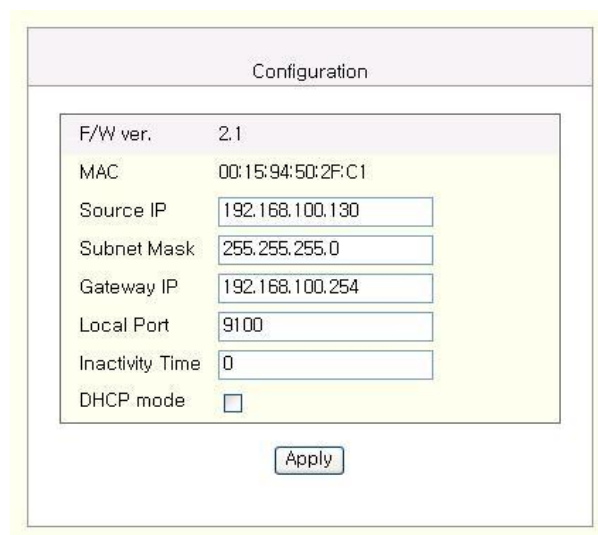 Configuration
F/W ver. 2.1
MAC 00:15:94:50:2F:C1
Source IP 192.168.100.130
Subnet Mask 255.255.255.0
Gateway IP 192.168.100.254
Local Port 9100
Inactivity Time 0
DHCP mode
Apply